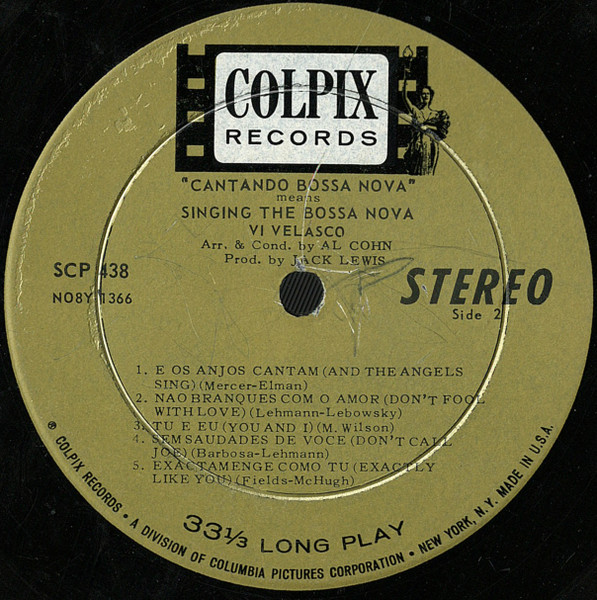 COLPIX
RECORDS
"CANTANDO BOSSA NOVA"
means
SINGING THE BOSSA NOVA
VI VELASCO
Arr. & Cond. by AL COHN
Prod. by JACK LEWIS
SCP 438
NO8Y 1366
STEREO
Side 2
1. E OS ANJOS CANTAM (AND THE ANGELS
SING) (Mercer-Elman)
2. NAO BRANQUES COM O AMOR (DON'T FOOL
WITH LOVE) (Lehmann-Lebowsky)
3. TU E EU (YOU AND I) (M. Wilson)
4. SEM SAUDADES DE VOCE (DON'T CALL
JOE) (Barbosa-Lehmann)
5. EXACTAMENGE COMO TU (EXACTLY
LIKE YOU) (Fields-McHugh)
33⅓ LONG PLAY
℗ COLPIX RECORDS • A DIVISION OF COLUMBIA PICTURES CORPORATION • NEW YORK, N.Y. MADE IN U.S.A.